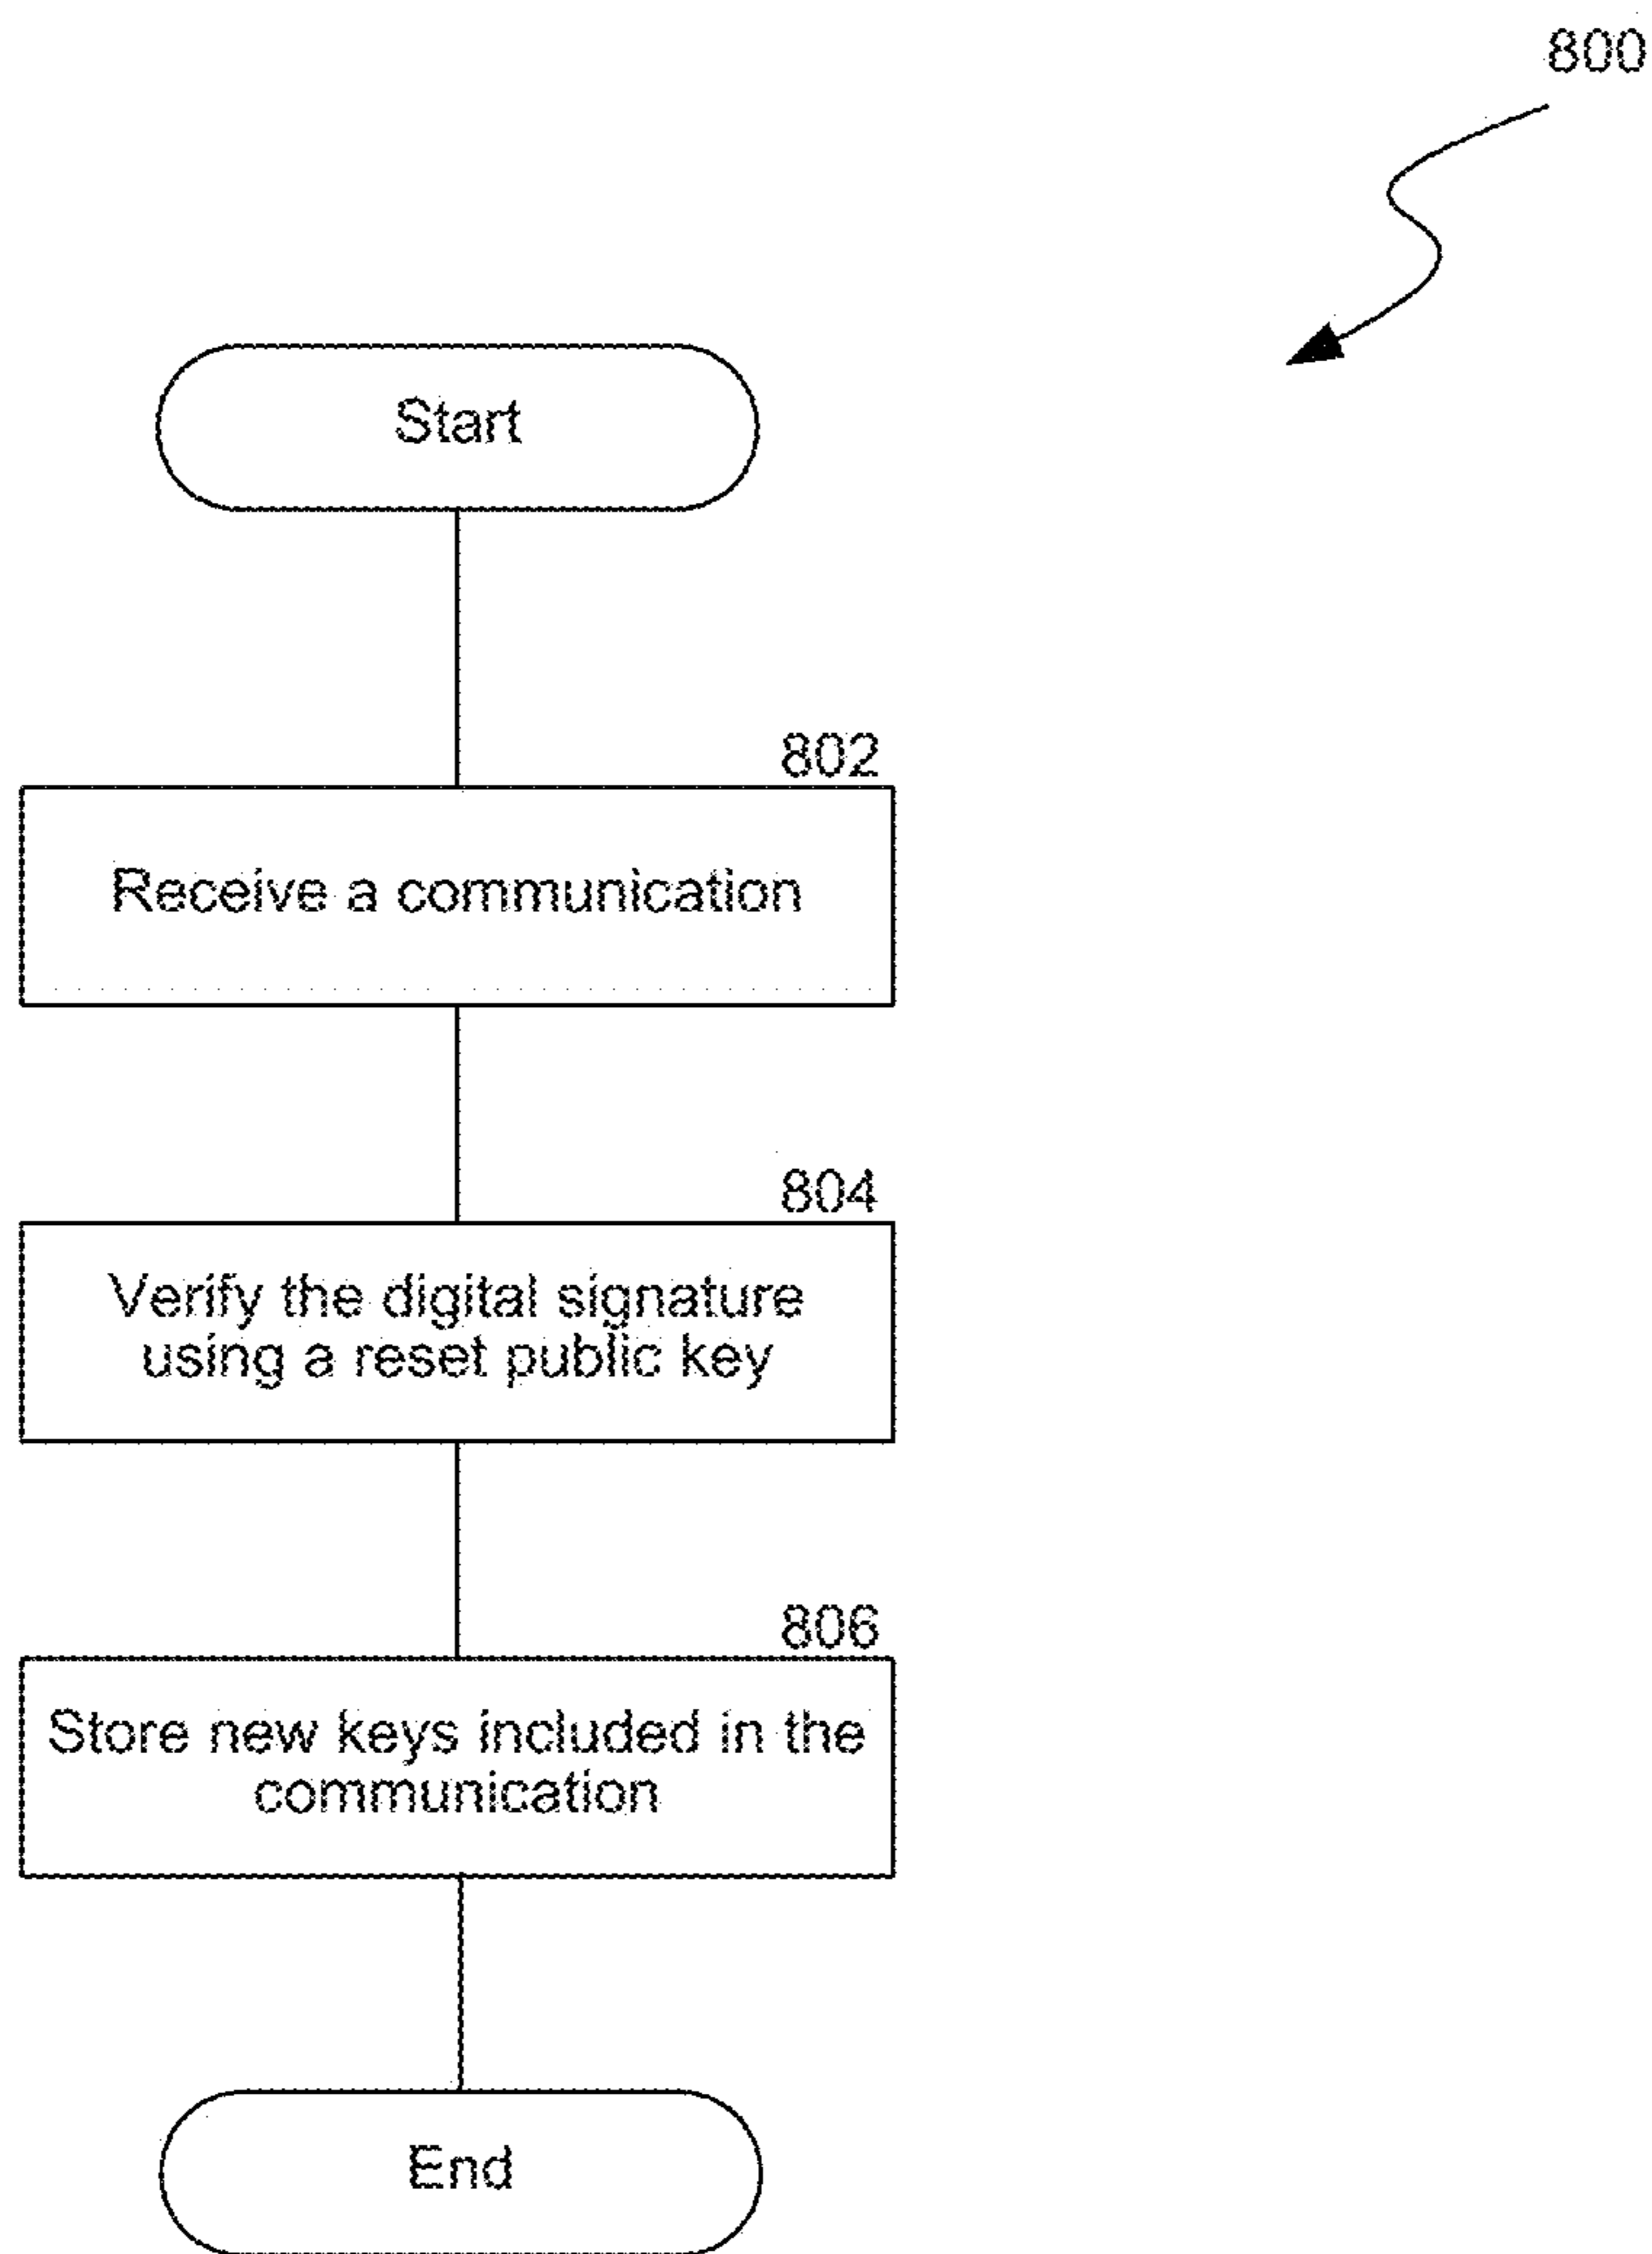 800
Start
802
Receive a communication
804
Verify the digital signature
using a reset public key
806
Store new keys included in the
communication
End